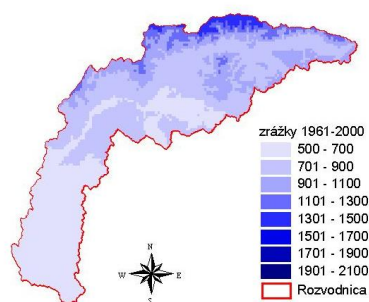 zrážky 1961-2000
500 - 700
701 - 900
901 - 1100
1101 - 1300
1301 - 1500
1501 - 1700
1701 - 1900
1901 - 2100
Rozvodnica
N
W E
S